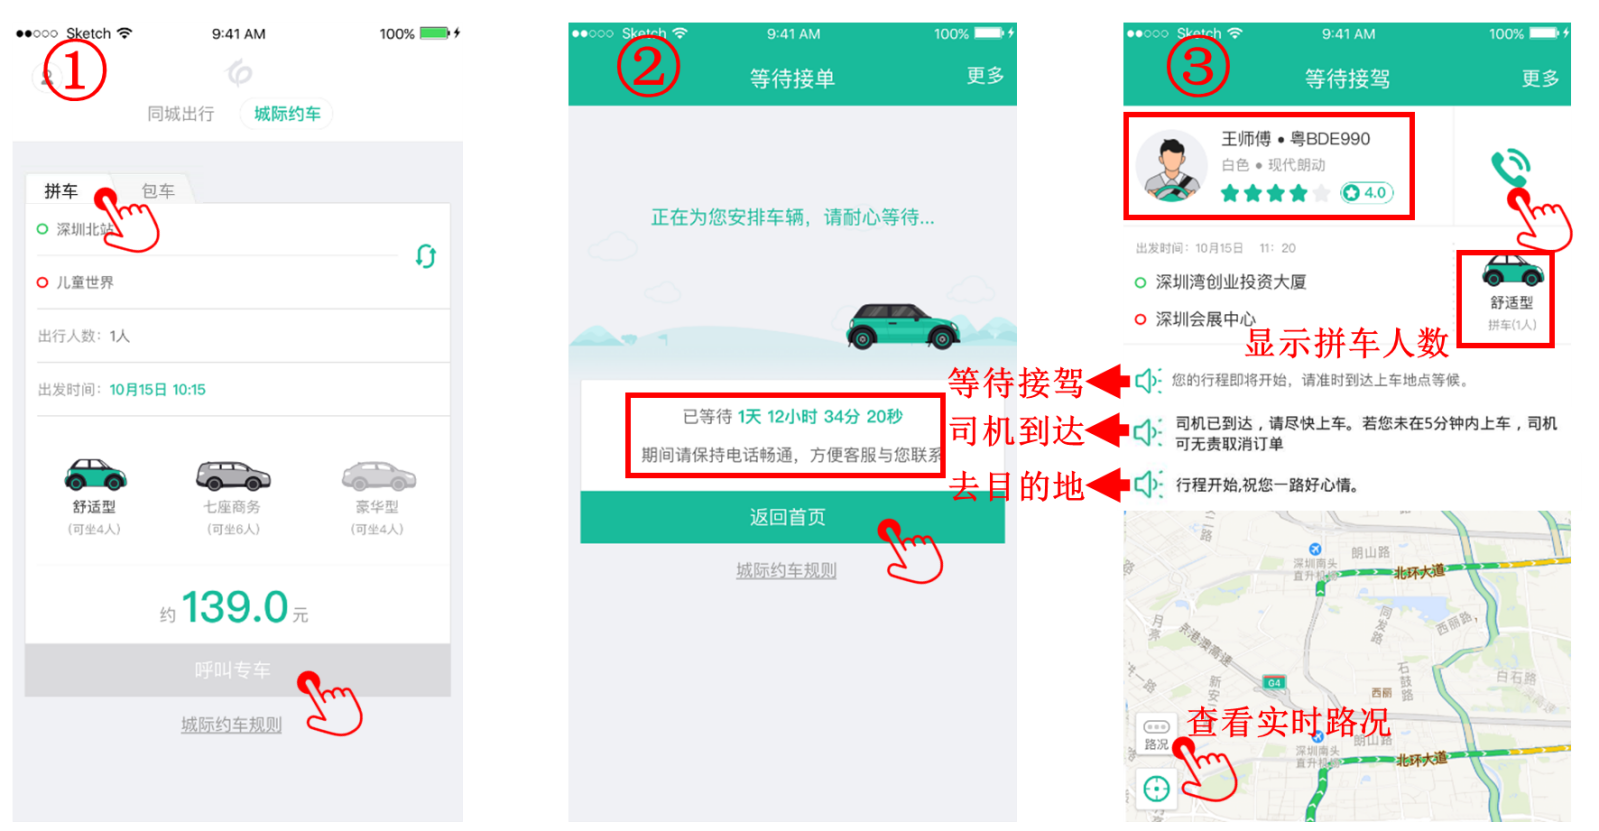 Sketch 9:41 AM 100%
①
同城出行 城际约车
拼车 包车
深圳北站
儿童世界
出行人数：1人
出发时间：10月15日 10:15
舒适型 七座商务 豪华型
(可坐4人) (可坐6人) (可坐4人)
约 139.0 元
呼叫专车
城际约车规则
Sketch 9:41 AM 100%
②
等待接单 更多
正在为您安排车辆，请耐心等待...
已等待 1天 12小时 34分 20秒
期间请保持电话畅通，方便客服与您联系
返回首页
城际约车规则
Sketch 9:41 AM 100%
③
等待接驾 更多
王师傅 • 粤BDE990
白色 • 现代朗动
4.0
出发时间：10月15日 11：20
深圳湾创业投资大厦
深圳会展中心
舒适型
拼车(1人)
显示拼车人数
等待接驾 您的行程即将开始，请准时到达上车地点等候。
司机到达 司机已到达，请尽快上车。若您未在5分钟内上车，司机
可无责取消订单
去目的地 行程开始,祝您一路好心情。
深圳南头
直升机场
朗山路
北环大道
月亮
同发路
西丽路
石鼓路
白石路
G4
西丽
新安
查看实时路况
路况
深圳南头
直升机场
朗山路
北环大道